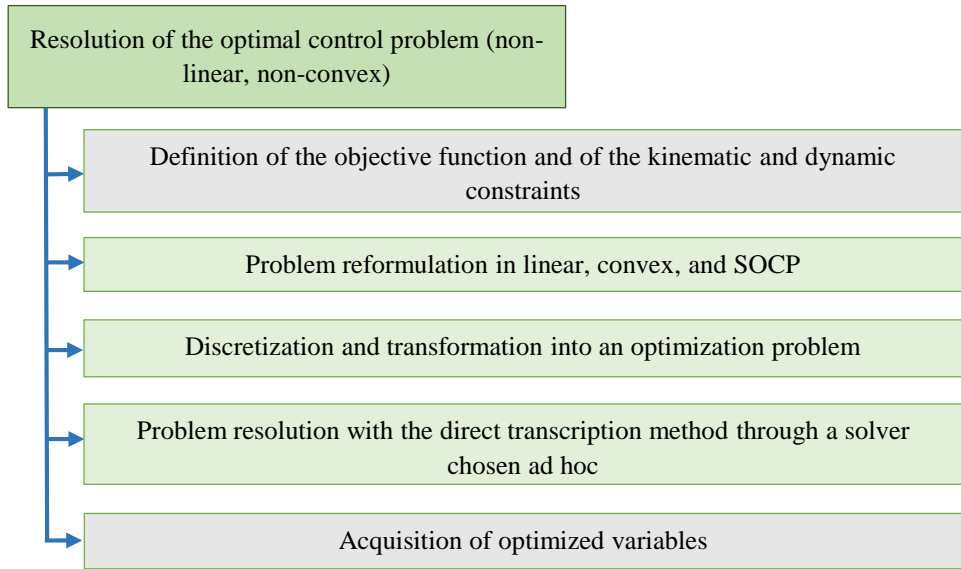 Resolution of the optimal control problem (non-
linear, non-convex)
Definition of the objective function and of the kinematic and dynamic
constraints
Problem reformulation in linear, convex, and SOCP
Discretization and transformation into an optimization problem
Problem resolution with the direct transcription method through a solver
chosen ad hoc
Acquisition of optimized variables